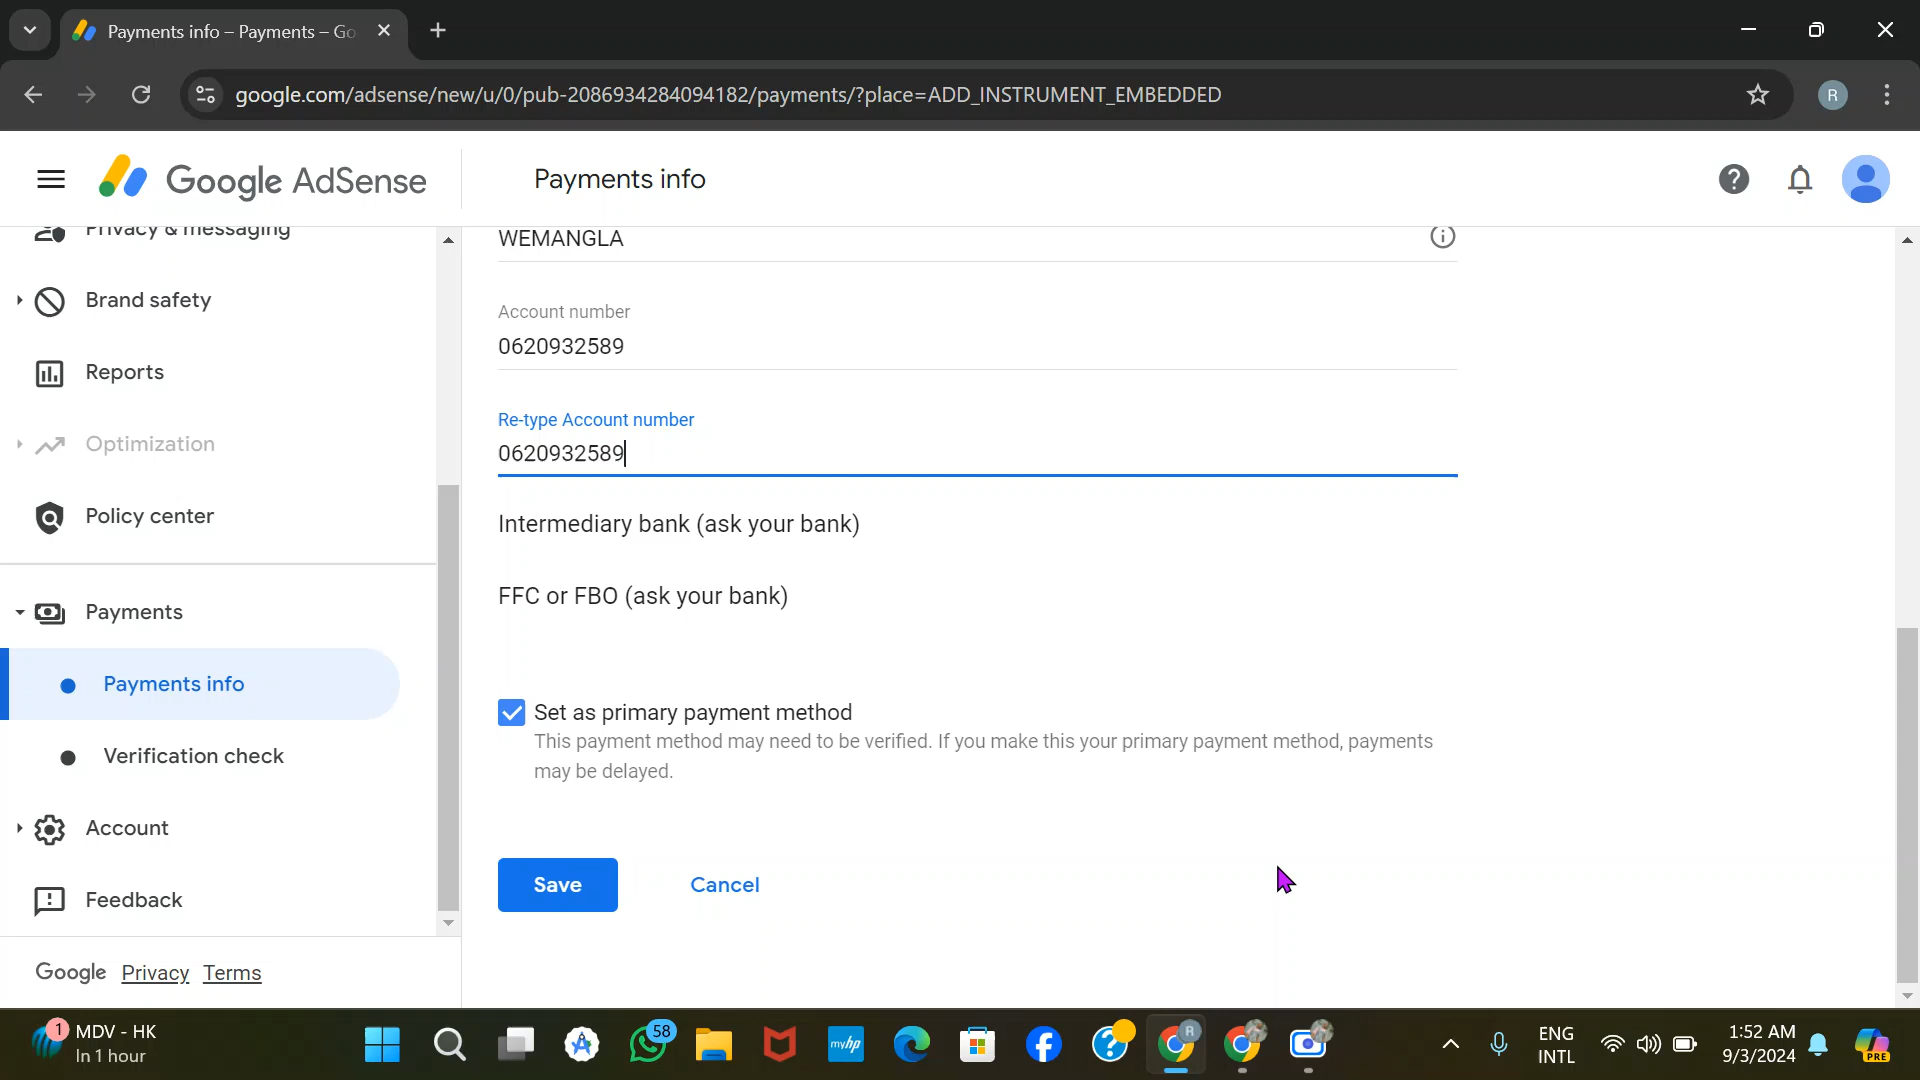 Payments info – Payments – Go
google.com/adsense/new/u/0/pub-2086934284094182/payments/?place=ADD_INSTRUMENT_EMBEDDED
R
Google AdSense
Payments info
Privacy & messaging
Brand safety
Reports
Optimization
Policy center
Payments
Payments info
Verification check
Account
Feedback
Google Privacy Terms
WEMANGLA
Account number
0620932589
Re-type Account number
0620932589
Intermediary bank (ask your bank)
FFC or FBO (ask your bank)
Set as primary payment method
This payment method may need to be verified. If you make this your primary payment method, payments
may be delayed.
Save Cancel
1
MDV - HK
In 1 hour
58
myhp
R
ENG
INTL
1:52 AM
9/3/2024
PRE